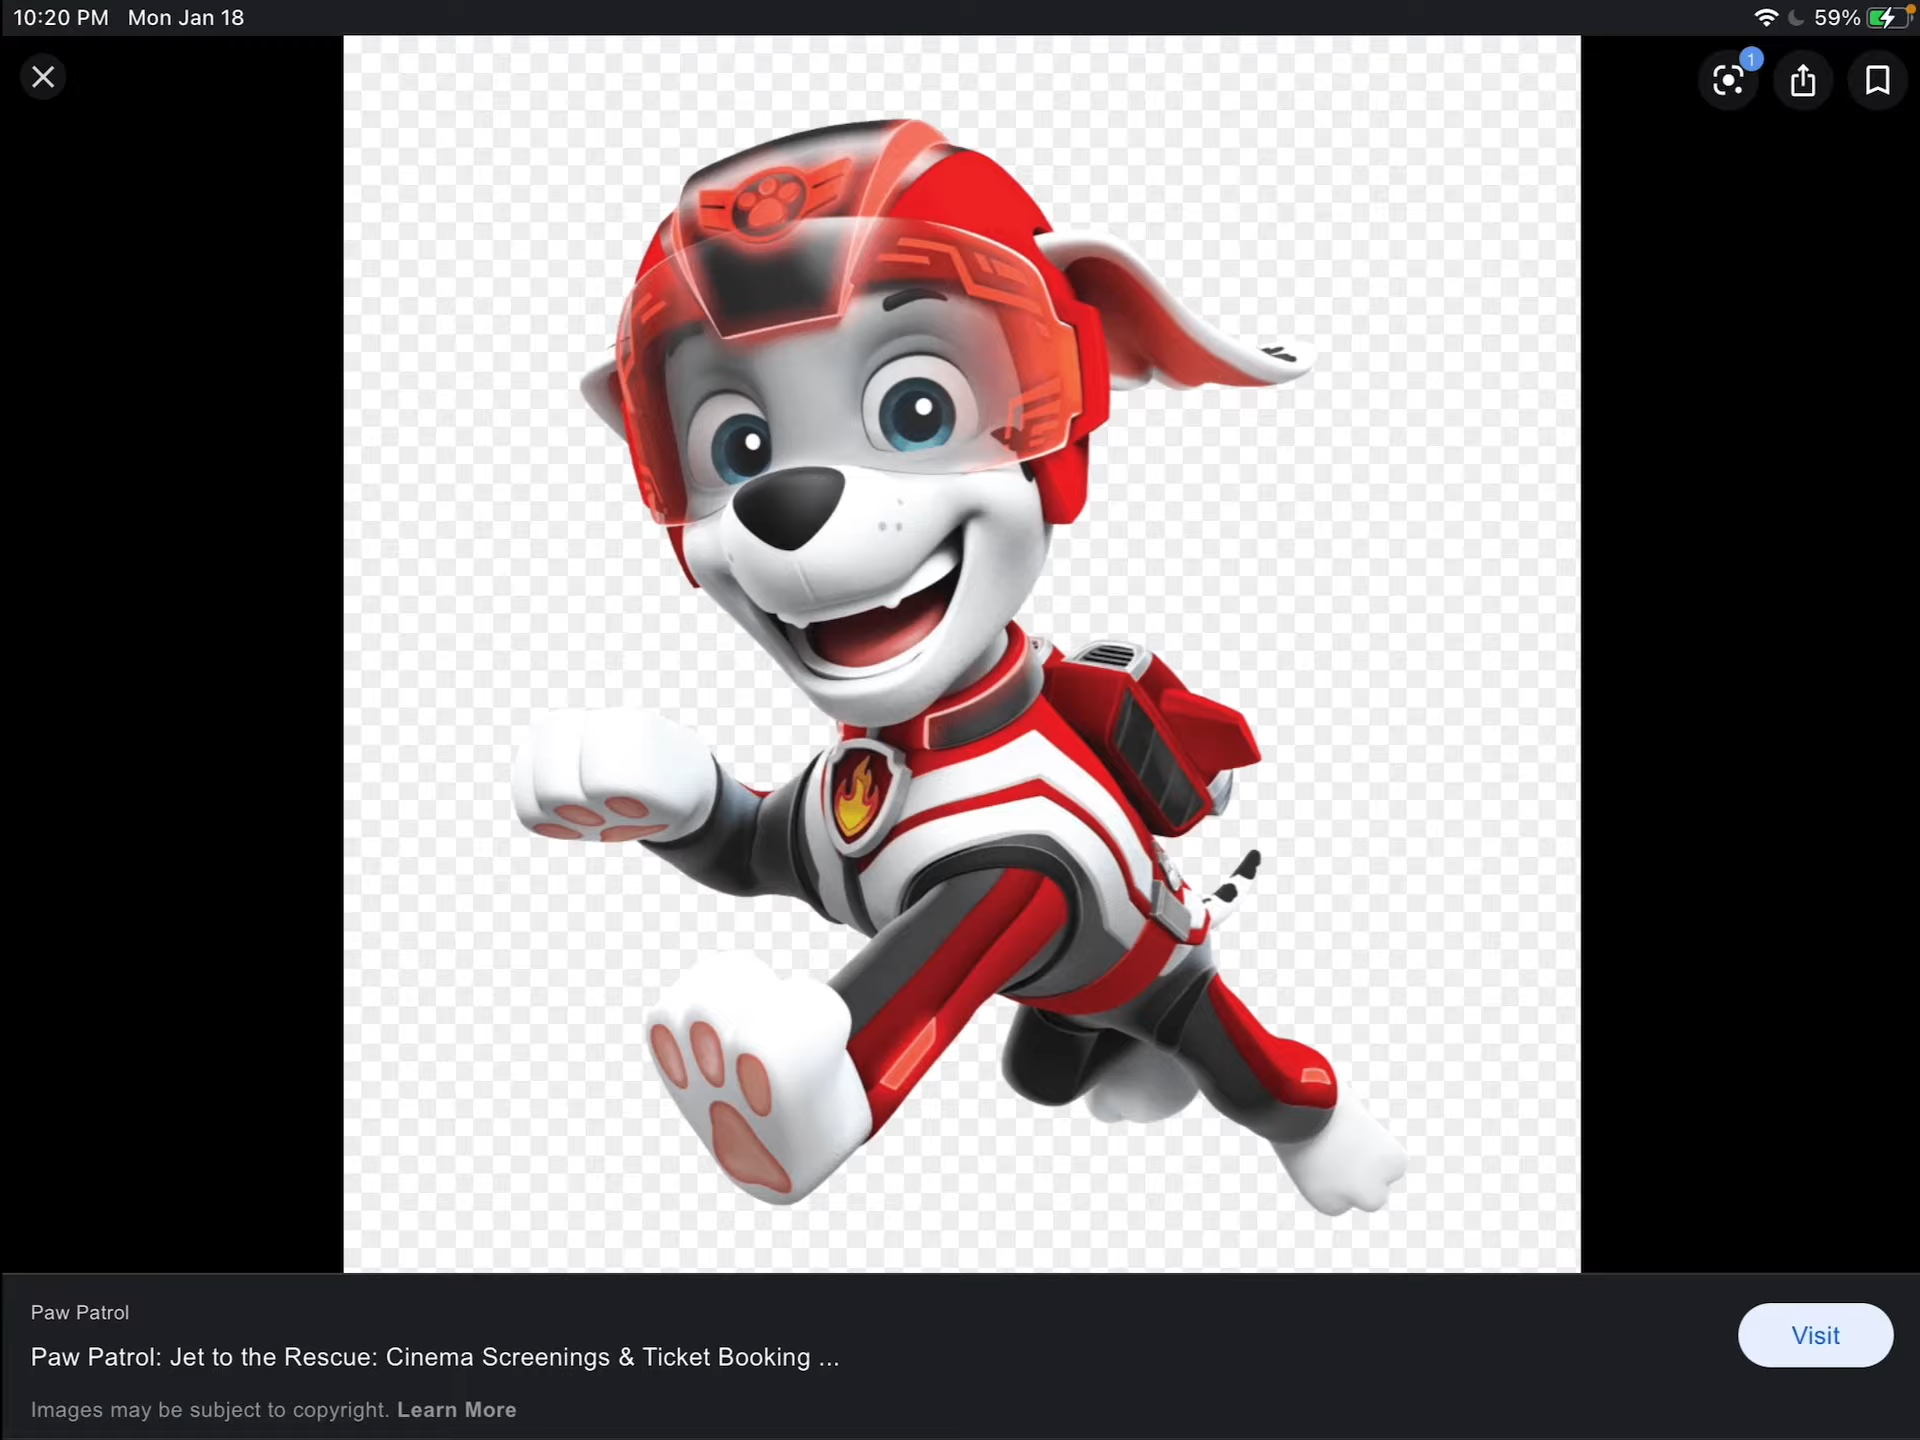 10:20 PM Mon Jan 18
59%
1
Paw Patrol
Paw Patrol: Jet to the Rescue: Cinema Screenings & Ticket Booking ...
Visit
Images may be subject to copyright. Learn More